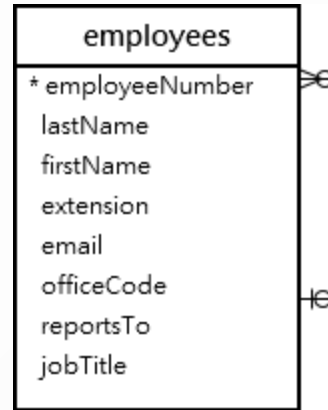 employees
* employeeNumber
lastName
firstName
extension
email
officeCode
reportsTo
jobTitle